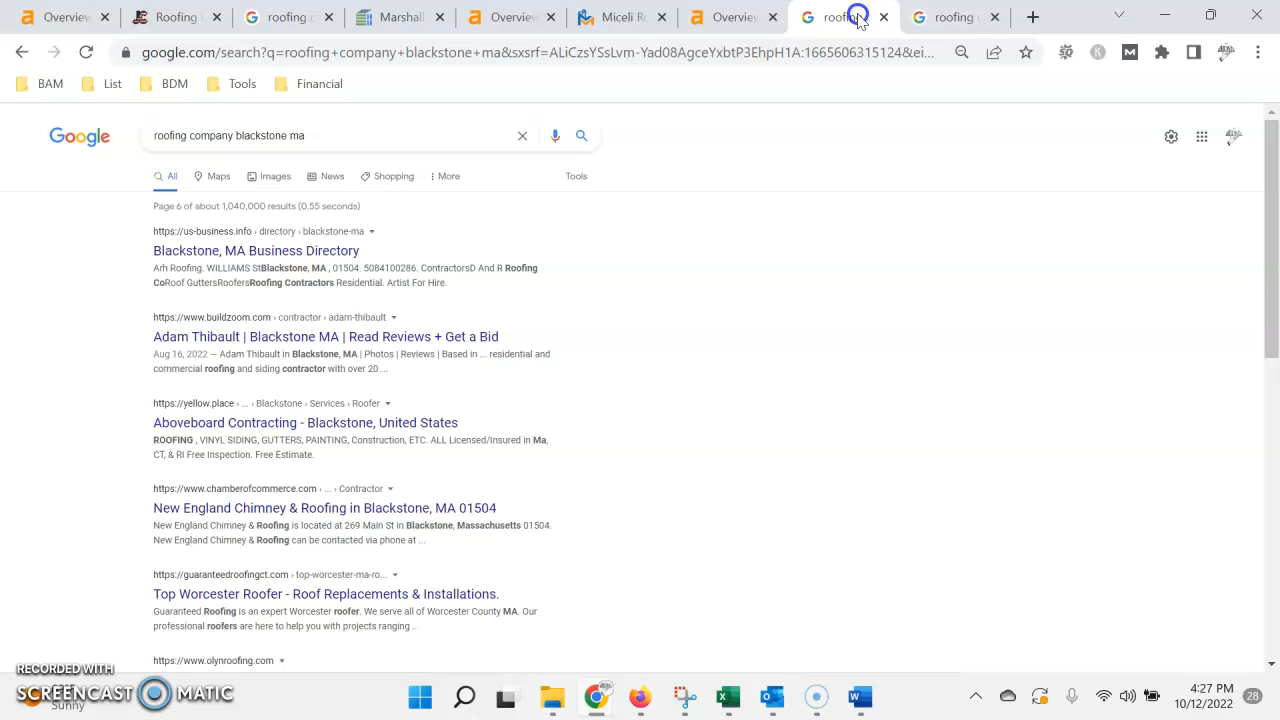 Overview
Roofing
roofing c
Marshall
Overview
Miceli Ro
Overview
roofing
roofing
google.com/search?q=roofing+company+blackstone+ma&sxsrf=ALiCzsYSsLvm-Yad08AgceYxbtP3EhpH1A:1665606315124&ei...
BAM
List
BDM
Tools
Financial
Google
roofing company blackstone ma
All
Maps
Images
News
Shopping
More
Tools
Page 6 of about 1,040,000 results (0.55 seconds)
https://us-business.info › directory › blackstone-ma
Blackstone, MA Business Directory
Arh Roofing. WILLIAMS StBlackstone, MA , 01504. 5084100286. ContractorsD And R Roofing
CoRoof GuttersRoofersRoofing Contractors Residential. Artist For Hire.
https://www.buildzoom.com › contractor › adam-thibault
Adam Thibault | Blackstone MA | Read Reviews + Get a Bid
Aug 16, 2022 — Adam Thibault in Blackstone, MA | Photos | Reviews | Based in ... residential and
commercial roofing and siding contractor with over 20 ...
https://yellow.place › ... › Blackstone › Services › Roofer
Aboveboard Contracting - Blackstone, United States
ROOFING , VINYL SIDING, GUTTERS, PAINTING, Construction, ETC. ALL Licensed/Insured in Ma,
CT, & RI Free Inspection. Free Estimate.
https://www.chamberofcommerce.com › ... › Contractor
New England Chimney & Roofing in Blackstone, MA 01504
New England Chimney & Roofing is located at 269 Main St in Blackstone, Massachusetts 01504.
New England Chimney & Roofing can be contacted via phone at ...
https://guaranteedroofingct.com › top-worcester-ma-ro...
Top Worcester Roofer - Roof Replacements & Installations.
Guaranteed Roofing is an expert Worcester roofer. We serve all of Worcester County MA. Our
professional roofers are here to help you with projects ranging ...
https://www.olynroofing.com
RECORDED WITH
SCREENCAST MATIC
Sunny
4:27 PM
10/12/2022
28